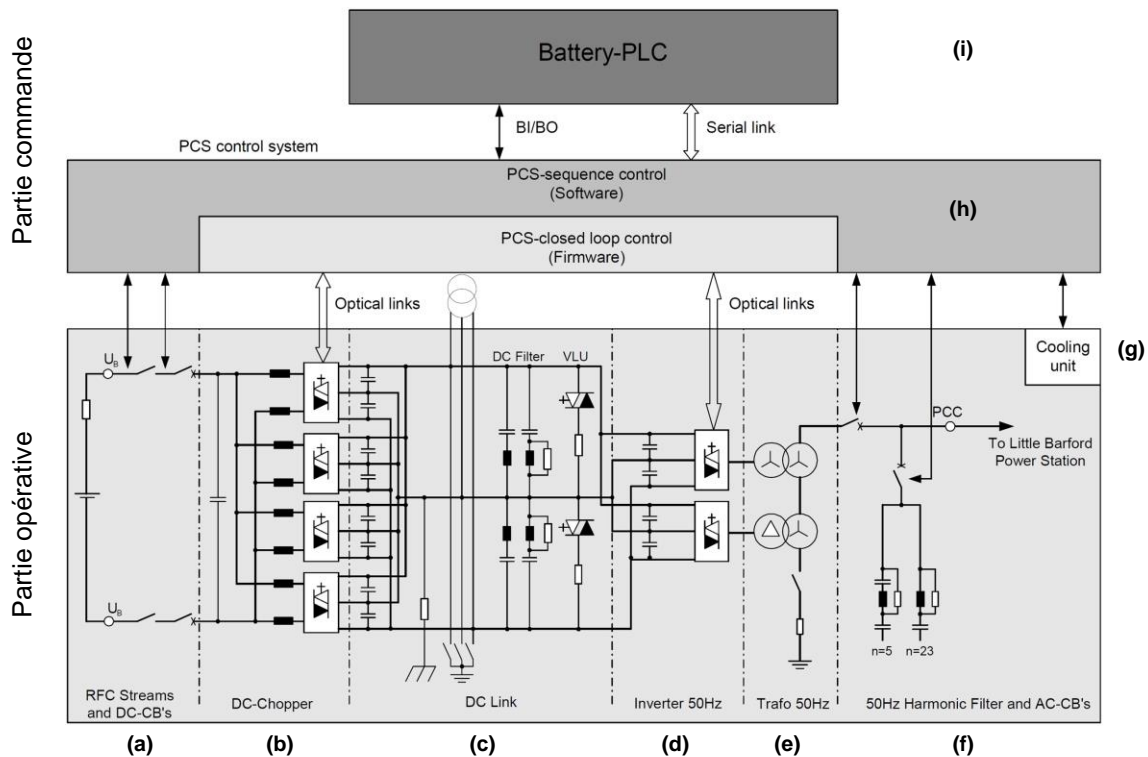 Partie commande
Battery-PLC
(i)
BI/BO
Serial link
PCS control system
PCS-sequence control
(Software)
(h)
PCS-closed loop control
(Firmware)
Optical links
Optical links
Partie opérative
(g)
Cooling
unit
UB
DC Filter
VLU
PCC
To Little Barford
Power Station
UB
n=5
n=23
RFC Streams
and DC-CB's
DC-Chopper
DC Link
Inverter 50Hz
Trafo 50Hz
50Hz Harmonic Filter and AC-CB's
(a)
(b)
(c)
(d)
(e)
(f)